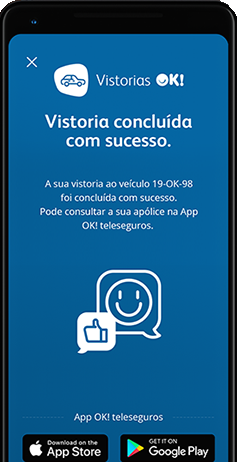 Vistorias OK!
Vistoria concluída
com sucesso.
A sua vistoria ao veículo 19-OK-98
foi concluída com sucesso.
Pode consultar a sua apólice na App
OK! teleseguros.
App OK! teleseguros
Download on the
App Store
GET IT ON
Google Play